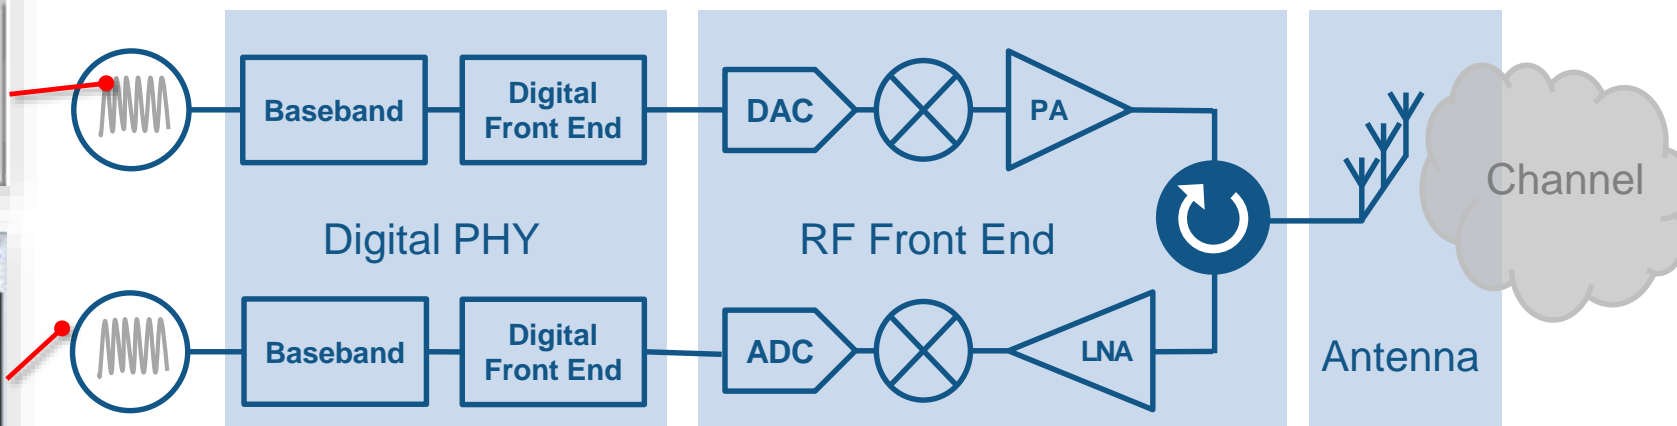 Baseband
Digital
Front End
DAC
PA
Digital PHY
RF Front End
Channel
Baseband
Digital
Front End
ADC
LNA
Antenna